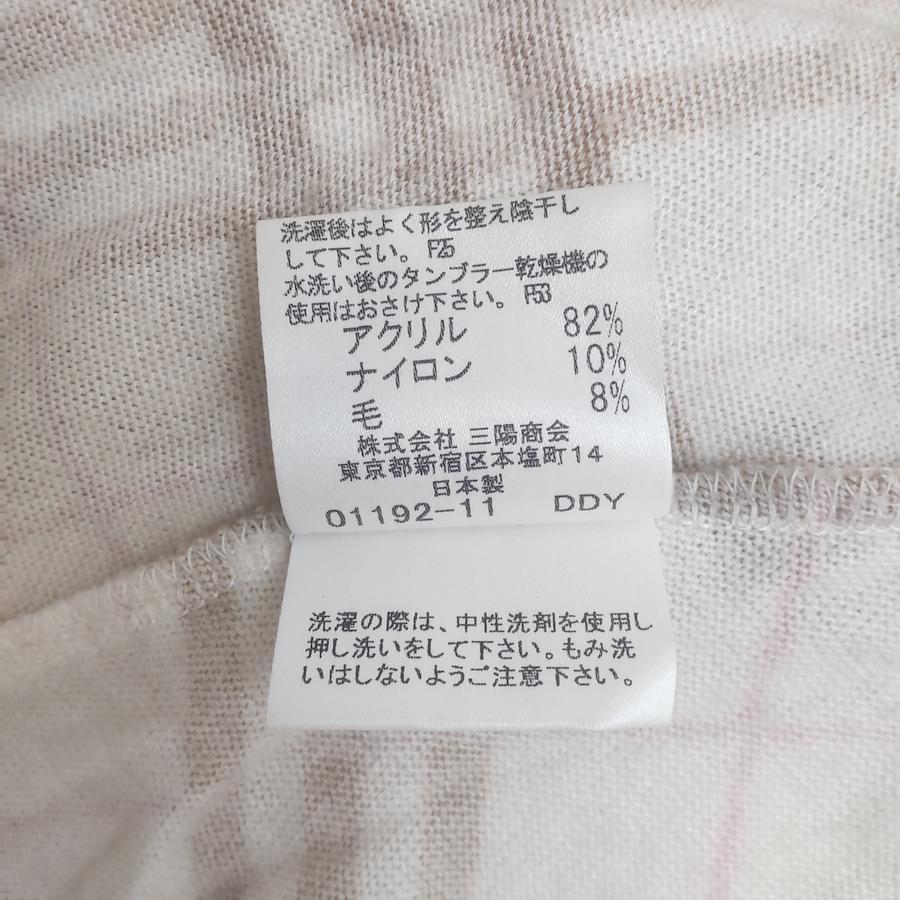 洗濯後はよく形を整え陰干し
して下さい。 F25
水洗い後のタンブラー乾燥機の
使用はおさけ下さい。 F53
アクリル 82%
ナイロン 10%
毛 8%
株式会社 三陽商会
東京都新宿区本塩町14
日本製
01192-11 DDY
洗濯の際は、中性洗剤を使用し
押し洗いをして下さい。もみ洗
いはしないようご注意下さい。